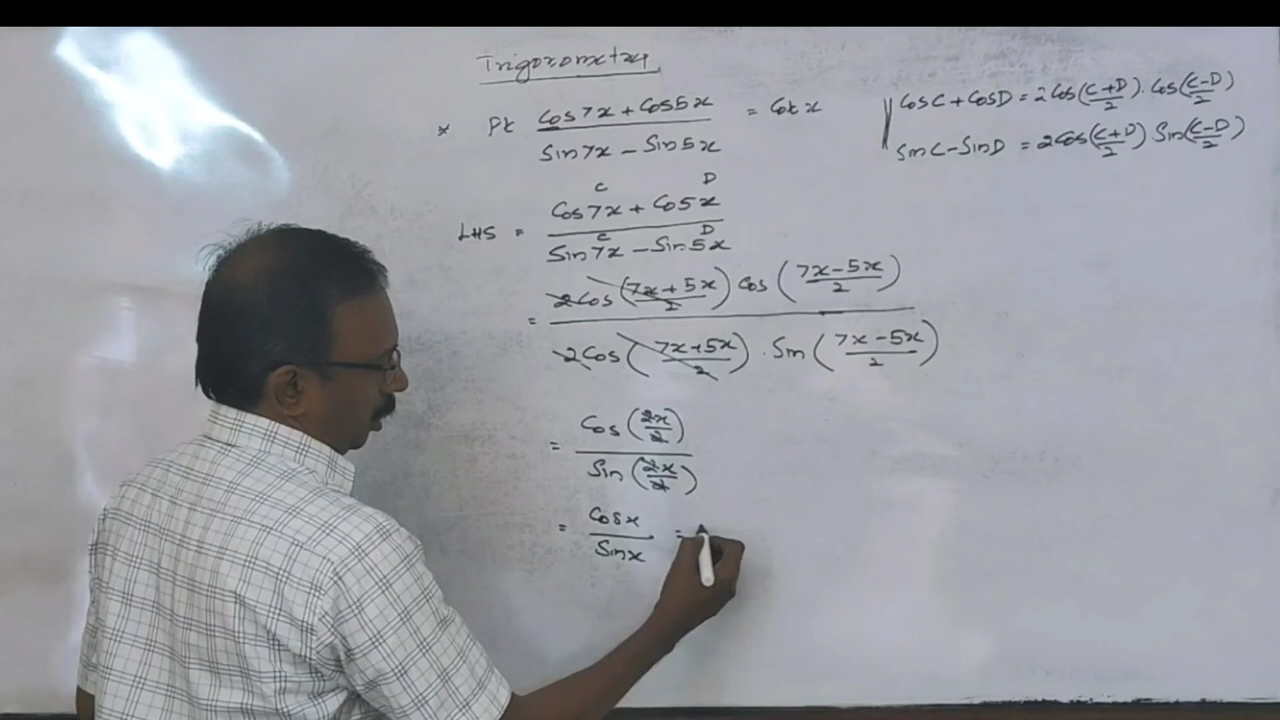 Trigonometry
* Pt Cos7x + Cos5x / Sin7x – Sin5x = Cot x
CosC + CosD = 2Cos(C+D/2) . Cos(C–D/2)
SinC – SinD = 2Cos(C+D/2) Sin(C–D/2)
C D
LHS = Cos7x + Co5x / Sin7x – Sin5x
C D
= 2Cos(7x+5x/2) Cos(7x–5x/2) / 2Cos(7x+5x/2) . Sin(7x–5x/2)
= Cos(2x/2) / Sin(2x/2)
= Cosx / Sinx =